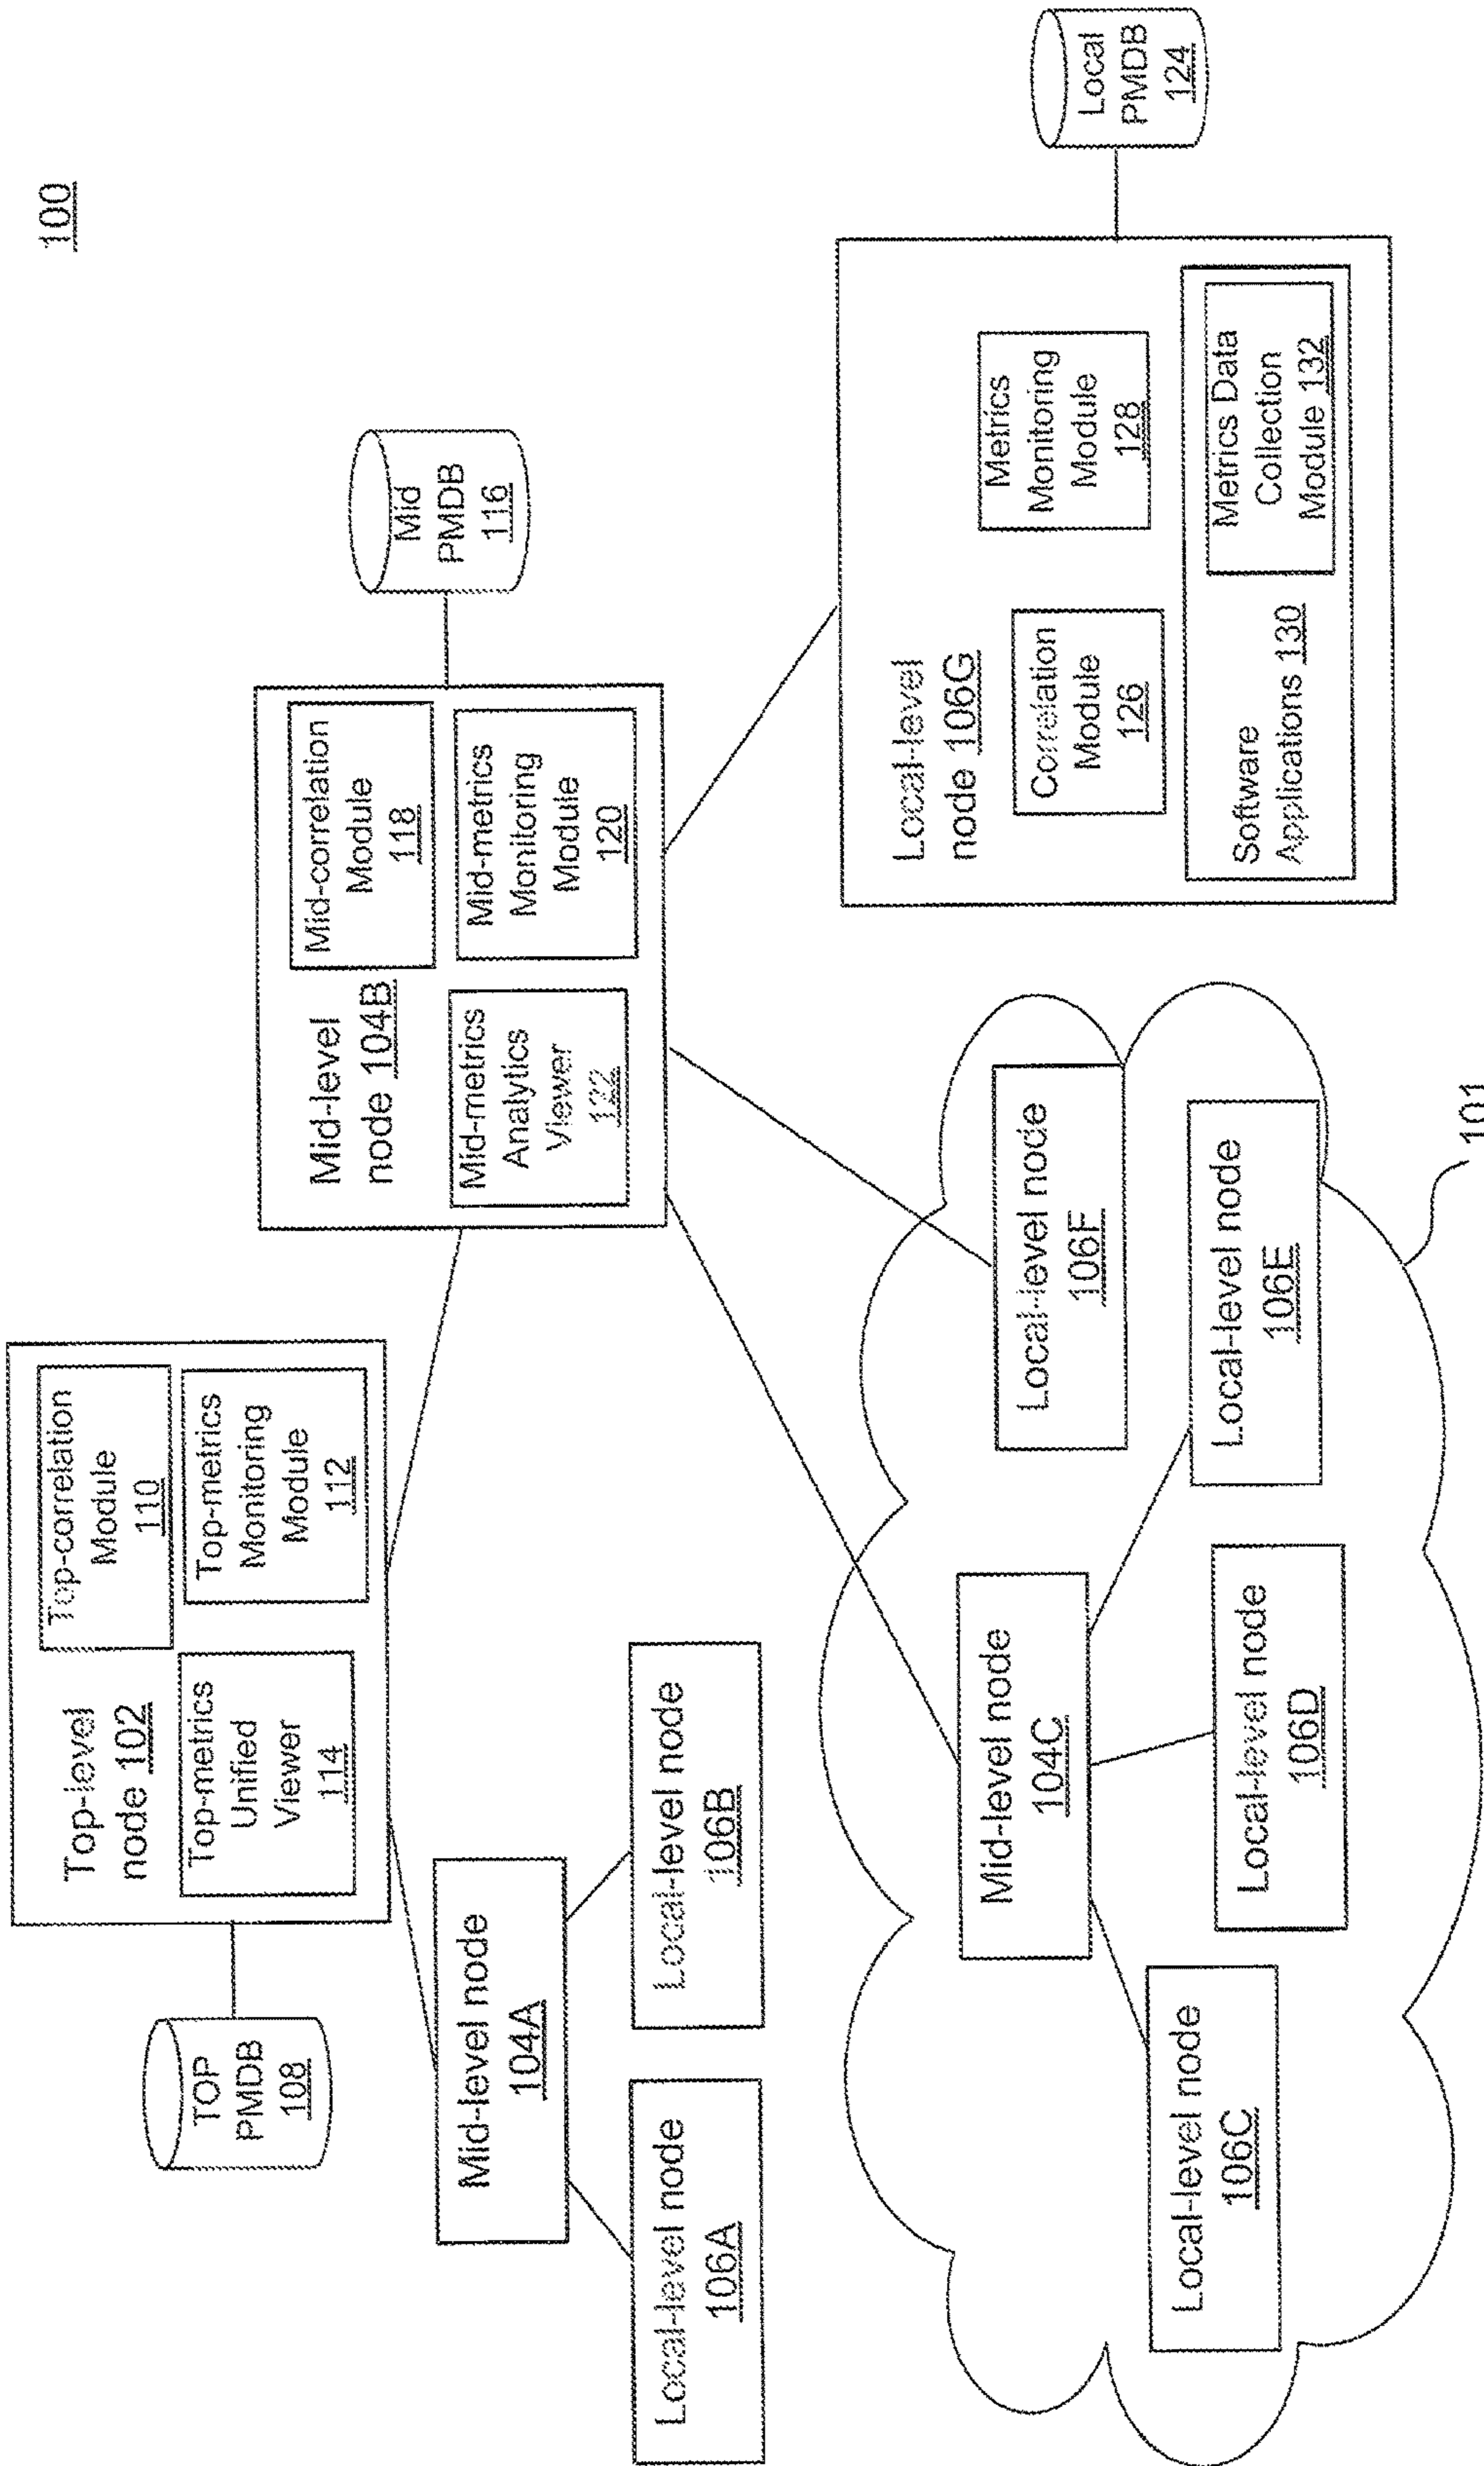 100
Top-level
node 102
Top-correlation
Module
110
Top-metrics
Unified
Viewer
114
Top-metrics
Monitoring
Module
112
TOP
PMDB
108
Mid-level
node 104B
Mid-correlation
Module
118
Mid-metrics
Analytics
Viewer
122
Mid-metrics
Monitoring
Module
120
Mid
PMDB
116
Mid-level node
104A
Local-level node
106A
Local-level node
106B
Mid-level node
104C
Local-level node
106C
Local-level node
106D
Local-level node
106E
Local-level node
106F
101
Local-level
node 106G
Correlation
Module
126
Metrics
Monitoring
Module
128
Software
Applications 130
Metrics Data
Collection
Module 132
Local
PMDB
124